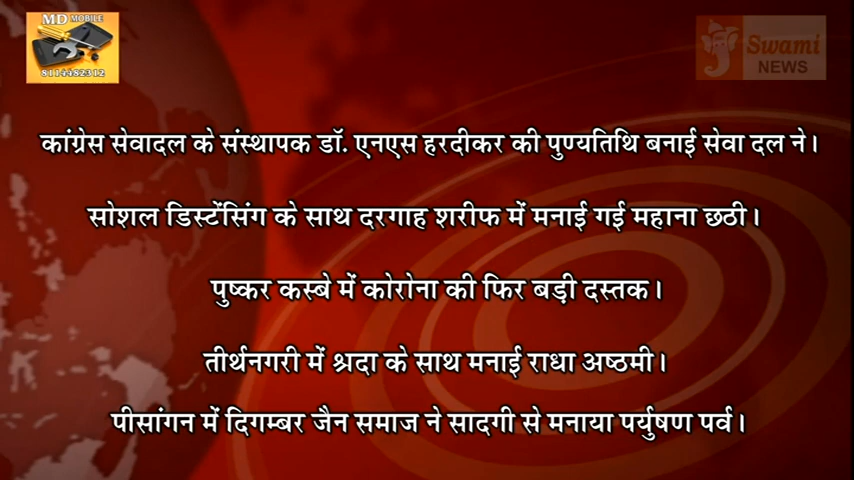 MD MOBILE
8114482312
Swami
NEWS
कांग्रेस सेवादल के संस्थापक डॉ. एनएस हरदीकर की पुण्यतिथि बनाई सेवा दल ने।
सोशल डिस्टेंसिंग के साथ दरगाह शरीफ में मनाई गई महाना छठी।
पुष्कर कस्बे में कोरोना की फिर बड़ी दस्तक।
तीर्थनगरी में श्रदा के साथ मनाई राधा अष्ठमी।
पीसांगन में दिगम्बर जैन समाज ने सादगी से मनाया पर्युषण पर्व।